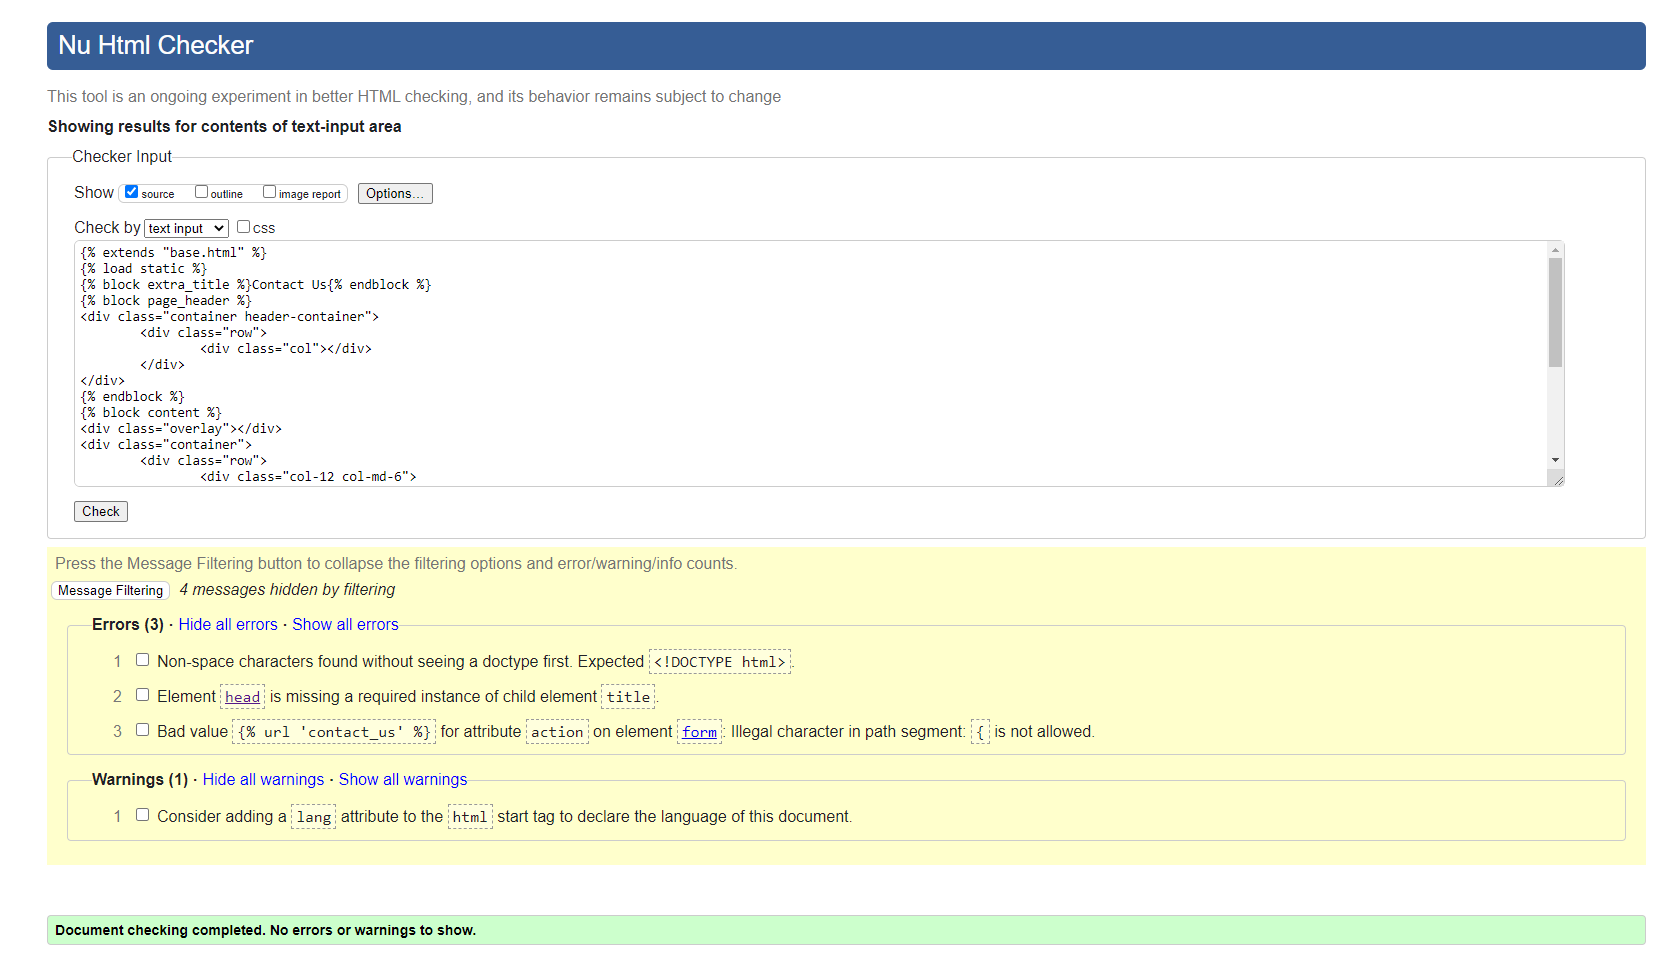 Nu Html Checker
This tool is an ongoing experiment in better HTML checking, and its behavior remains subject to change
Showing results for contents of text-input area
Checker Input
Show source outline image report Options...
Check by text input css
{% extends "base.html" %}
{% load static %}
{% block extra_title %}Contact Us{% endblock %}
{% block page_header %}
<div class="container header-container">
<div class="row">
<div class="col"></div>
</div>
</div>
{% endblock %}
{% block content %}
<div class="overlay"></div>
<div class="container">
<div class="row">
<div class="col-12 col-md-6">
Check
Press the Message Filtering button to collapse the filtering options and error/warning/info counts.
Message Filtering 4 messages hidden by filtering
Errors (3) · Hide all errors · Show all errors
1 Non-space characters found without seeing a doctype first. Expected <!DOCTYPE html>.
2 Element head is missing a required instance of child element title.
3 Bad value {% url 'contact_us' %} for attribute action on element form: Illegal character in path segment: { is not allowed.
Warnings (1) · Hide all warnings · Show all warnings
1 Consider adding a lang attribute to the html start tag to declare the language of this document.
Document checking completed. No errors or warnings to show.